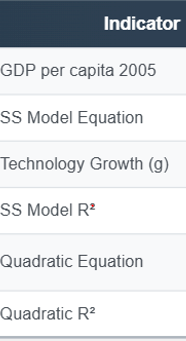 Indicator
GDP per capita 2005
SS Model Equation
Technology Growth (g)
SS Model R²
Quadratic Equation
Quadratic R²